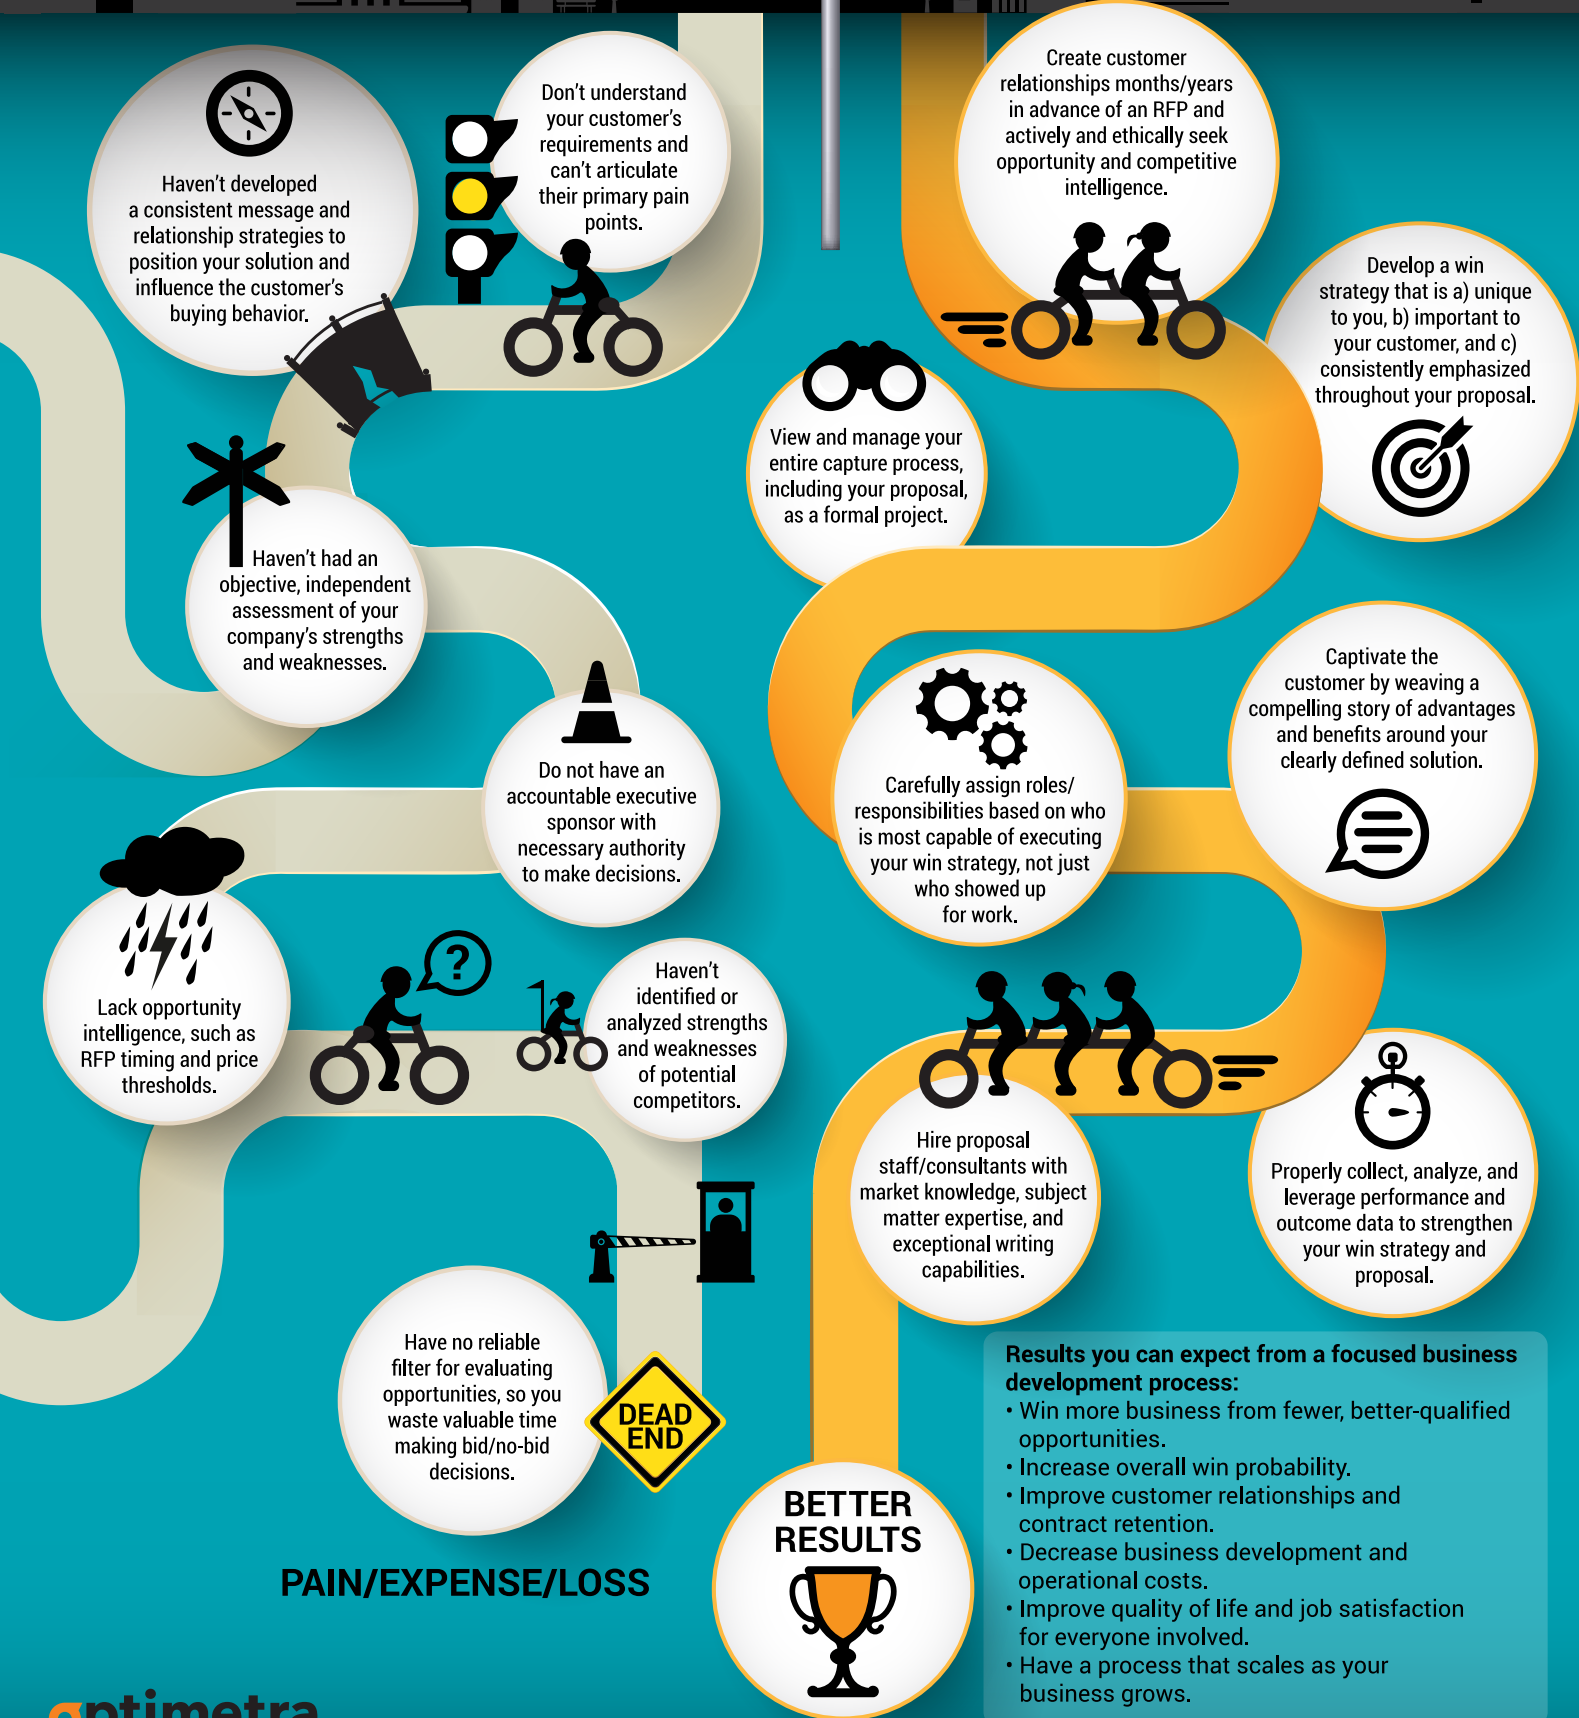 Haven't developed
a consistent message and
relationship strategies to
position your solution and
influence the customer's
buying behavior.
Don't understand
your customer's
requirements and
can't articulate
their primary pain
points.
Haven't had an
objective, independent
assessment of your
company's strengths
and weaknesses.
Do not have an
accountable executive
sponsor with
necessary authority
to make decisions.
Lack opportunity
intelligence, such as
RFP timing and price
thresholds.
?
Haven't
identified or
analyzed strengths
and weaknesses
of potential
competitors.
Have no reliable
filter for evaluating
opportunities, so you
waste valuable time
making bid/no-bid
decisions.
DEAD
END
PAIN/EXPENSE/LOSS
Create customer
relationships months/years
in advance of an RFP and
actively and ethically seek
opportunity and competitive
intelligence.
Develop a win
strategy that is a) unique
to you, b) important to
your customer, and c)
consistently emphasized
throughout your proposal.
View and manage your
entire capture process,
including your proposal,
as a formal project.
Carefully assign roles/
responsibilities based on who
is most capable of executing
your win strategy, not just
who showed up
for work.
Captivate the
customer by weaving a
compelling story of advantages
and benefits around your
clearly defined solution.
Properly collect, analyze, and
leverage performance and
outcome data to strengthen
your win strategy and
proposal.
Hire proposal
staff/consultants with
market knowledge, subject
matter expertise, and
exceptional writing
capabilities.
BETTER
RESULTS
Results you can expect from a focused business
development process:
• Win more business from fewer, better-qualified
opportunities.
• Increase overall win probability.
• Improve customer relationships and
contract retention.
• Decrease business development and
operational costs.
• Improve quality of life and job satisfaction
for everyone involved.
• Have a process that scales as your
business grows.
optimetra